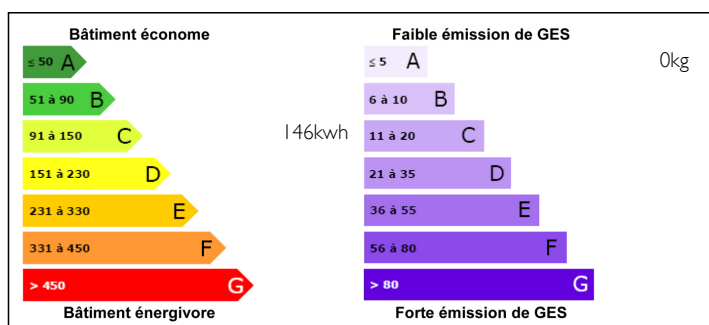 Bâtiment économe
≤ 50 A
51 à 90 B
91 à 150 C
146kwh
151 à 230 D
231 à 330 E
331 à 450 F
> 450 G
Bâtiment énergivore
Faible émission de GES
≤ 5 A
0kg
6 à 10 B
11 à 20 C
21 à 35 D
36 à 55 E
56 à 80 F
> 80 G
Forte émission de GES